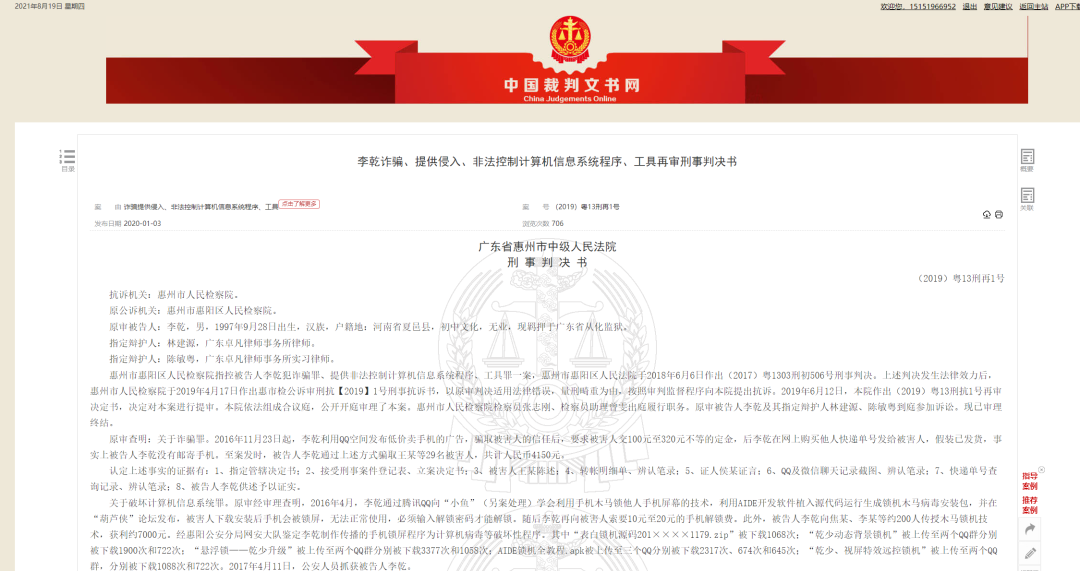 2021年8月19日 星期四
欢迎您，15151966952 退出 意见建议 返回主站 APP下载
中国裁判文书网
China Judgements Online
目录
李乾诈骗、提供侵入、非法控制计算机信息系统程序、工具再审刑事判决书
概要
案 由 诈骗提供侵入、非法控制计算机信息系统程序、工具 点击了解更多
案 号 （2019）粤13刑再1号
关联
发布日期 2020-01-03
浏览次数 706
广东省惠州市中级人民法院
刑 事 判 决 书
（2019）粤13刑再1号
抗诉机关：惠州市人民检察院。
原公诉机关：惠州市惠阳区人民检察院。
原审被告人：李乾，男，1997年9月28日出生，汉族，户籍地：河南省夏邑县，初中文化，无业，现羁押于广东省从化监狱。
指定辩护人：林建源，广东卓凡律师事务所律师。
指定辩护人：陈敏粤，广东卓凡律师事务所实习律师。
惠州市惠阳区人民检察院指控被告人李乾犯诈骗罪、提供非法控制计算机信息系统程序、工具罪一案，惠州市惠阳区人民法院于2018年6月6日作出（2017）粤1303刑初506号刑事判决。上述判决发生法律效力后，
惠州市人民检察院于2019年4月17日作出惠市检公诉审刑抗【2019】1号刑事抗诉书，以原审判决适用法律错误，量刑畸重为由，按照审判监督程序向本院提出抗诉。2019年6月12日，本院作出（2019）粤13刑抗1号再审
决定书，决定对本案进行提审。本院依法组成合议庭，公开开庭审理了本案。惠州市人民检察院检察员张志刚、检察员助理曾雯出庭履行职务。原审被告人李乾及其指定辩护人林建源、陈敏粤到庭参加诉讼。现已审理
终结。
原审查明：关于诈骗罪。2016年11月23日起，李乾利用QQ空间发布低价卖手机的广告，骗取被害人的信任后，要求被害人交100元至320元不等的定金，后李乾在网上购买他人快递单号发给被害人，假装已发货，事
实上被告人李乾没有邮寄手机。至案发时，被告人李乾通过上述方式骗取王某等29名被害人，共计人民币4150元。
认定上述事实的证据有：1、指定管辖决定书；2、接受刑事案件登记表、立案决定书；3、被害人王某陈述；4、转帐明细单、辨认笔录；5、证人侯某证言；6、QQ及微信聊天记录截图、辨认笔录；7、快递单号查
询记录、辨认笔录；8、被告人李乾供述予以证实。
关于破坏计算机信息系统罪。原审经审理查明，2016年4月，李乾通过腾讯QQ向“小鱼”（另案处理）学会利用手机木马锁他人手机屏幕的技术，利用AIDE开发软件植入源代码运行生成锁机木马病毒安装包，并在
“葫芦侠”论坛发布，被害人下载安装后手机会被锁屏，无法正常使用，必须输入解锁密码才能解锁。随后李乾再向被害人索要10元至20元的手机解锁费。此外，被告人李乾向焦某、李某等约200人传授木马锁机技
术，获利约7000元。经惠阳公安分局网安大队鉴定李乾制作传播的手机锁屏程序为计算机病毒等破坏性程序，其中“表白锁机源码201××××1179.zip”被下载1068次；“乾少动态背景锁机”被上传至两个QQ群分别
被下载1900次和722次；“悬浮锁——乾少升级”被上传至两个QQ群分别被下载3377次和1058次；AIDE锁机全教程.apk被上传至三个QQ群分别被下载2317次、674次和645次；“乾少、视屏特效远控锁机”被上传至两个QQ
群，分别被下载1088次和722次。2017年4月11日，公安人员抓获被告人李乾。
指导
案例
推荐
案例